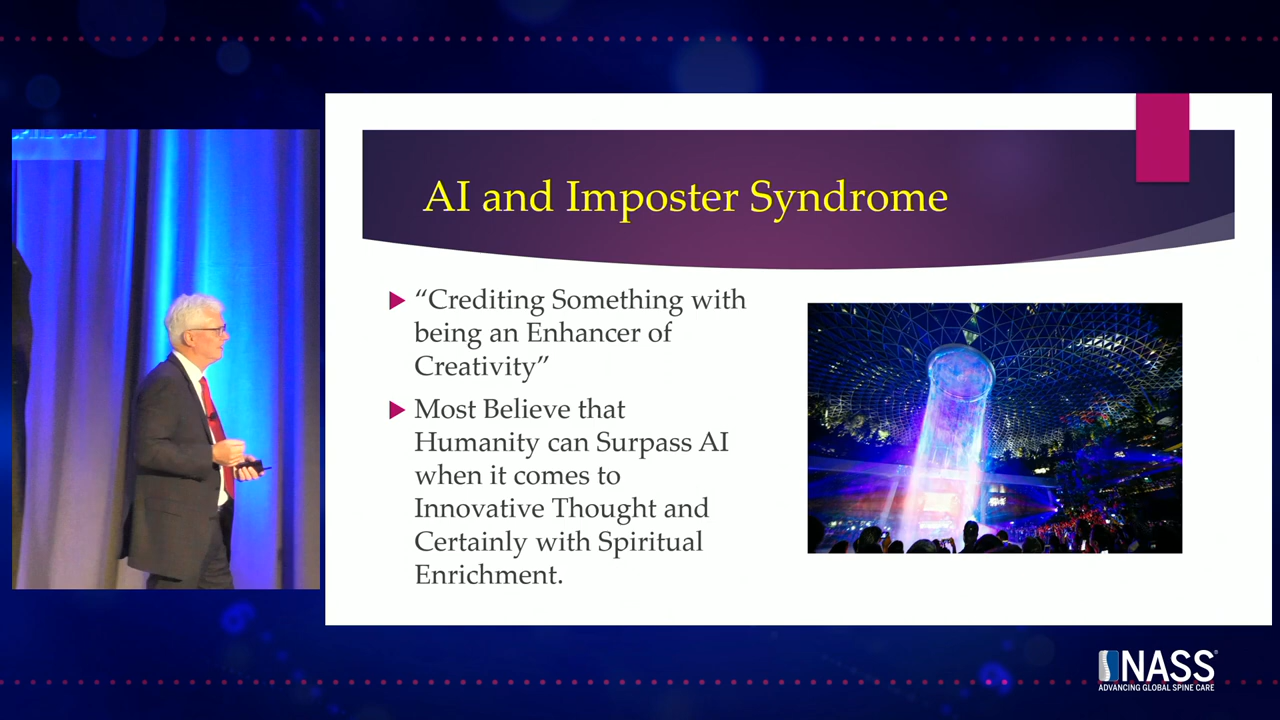 AI and Imposter Syndrome
“Crediting Something with
being an Enhancer of
Creativity”
Most Believe that
Humanity can Surpass AI
when it comes to
Innovative Thought and
Certainly with Spiritual
Enrichment.
NASS
ADVANCING GLOBAL SPINE CARE